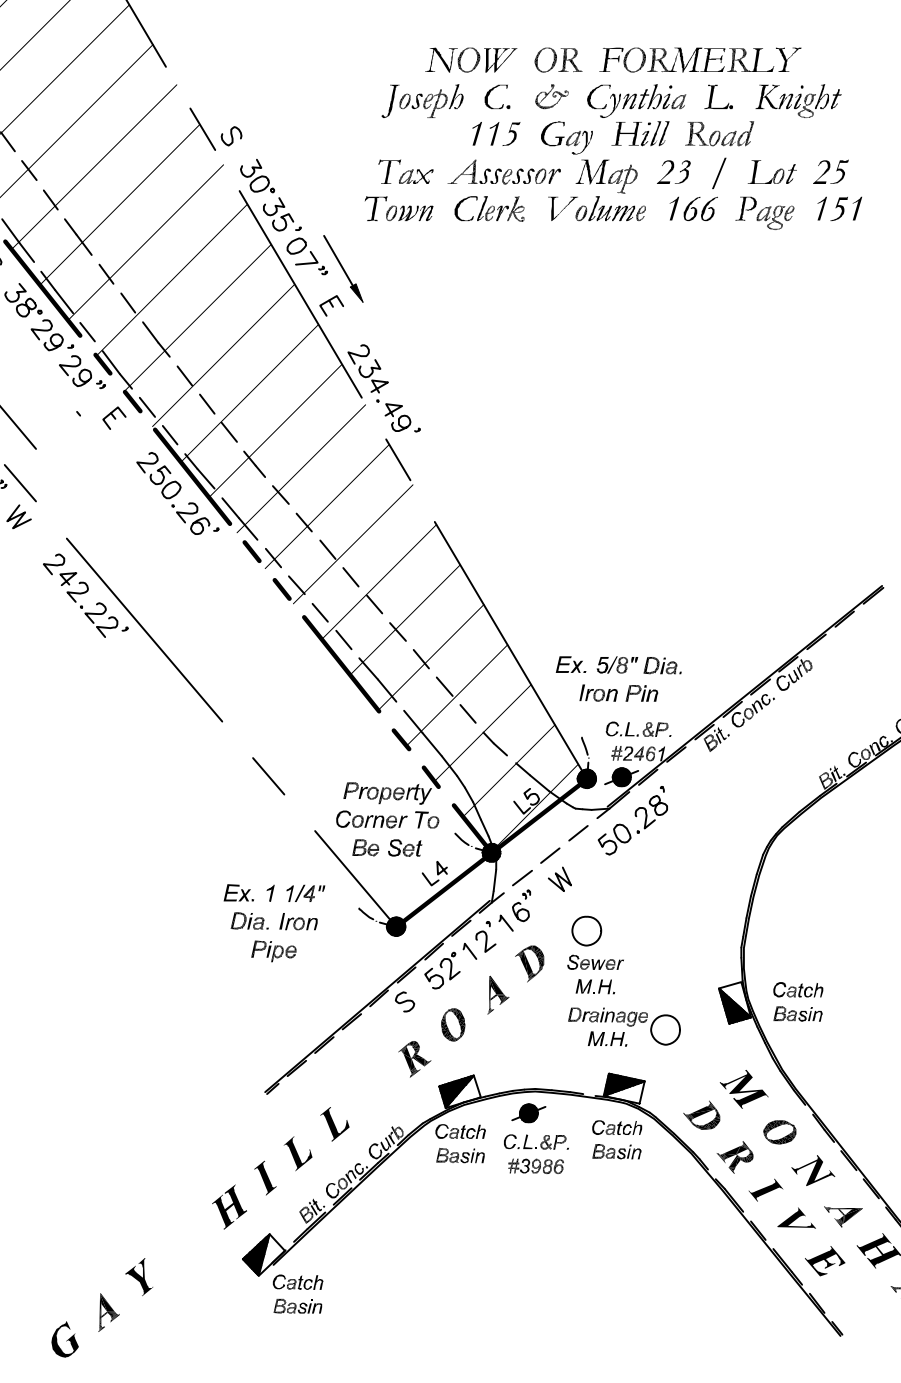 NOW OR FORMERLY
Joseph C. & Cynthia L. Knight
115 Gay Hill Road
Tax Assessor Map 23 / Lot 25
Town Clerk Volume 166 Page 151
S 30°35'07" E 234.49'
38°29'29" E 250.26'
" W 242.22'
Ex. 5/8" Dia.
Iron Pin
C.L.&P.
#2461
Bit. Conc. Curb
Bit. Conc. C
Property
Corner To
Be Set
L5
L4
Ex. 1 1/4"
Dia. Iron
Pipe
S 52°12'16" W 50.28'
Sewer
M.H.
Drainage
M.H.
Catch
Basin
GAY HILL ROAD
MONAH
DRIVE
Catch
Basin
C.L.&P.
#3986
Catch
Basin
Bit. Conc. Curb
Catch
Basin